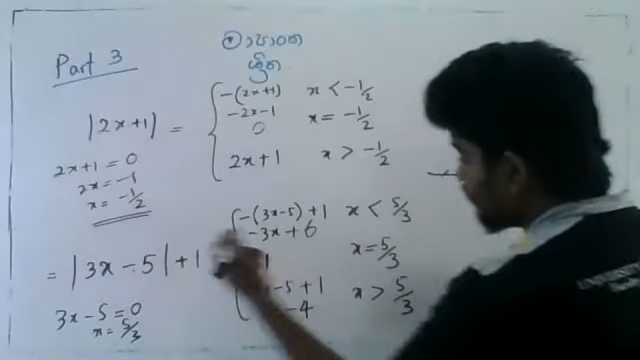 Part 3
මාපාංක
ශ්‍රිත
|2x+1| =
-(2x+1) x < -1/2
-2x-1
0 x = -1/2
2x+1 x > -1/2
2x+1 = 0
2x = -1
x = -1/2
= |3x-5|+1
-(3x-5)+1 x < 5/3
-3x+6
1 x = 5/3
-5+1 x > 5/3
-4
3x-5=0
x=5/3